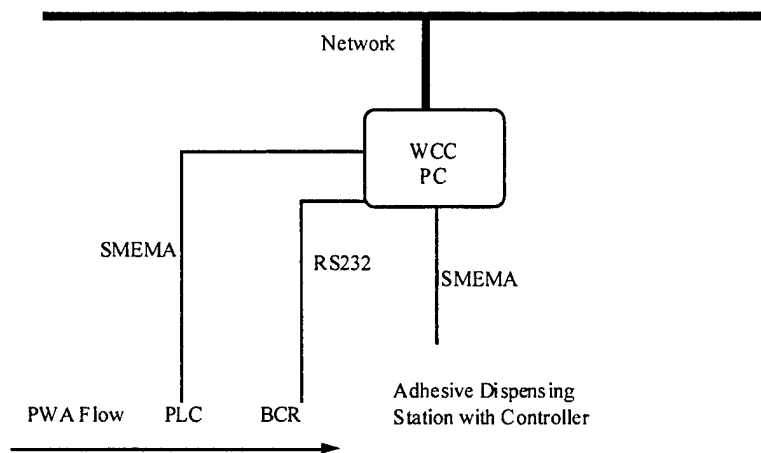 Network
WCC
PC
SMEMA
RS232
SMEMA
Adhesive Dispensing
Station with Controller
PWA Flow
PLC
BCR